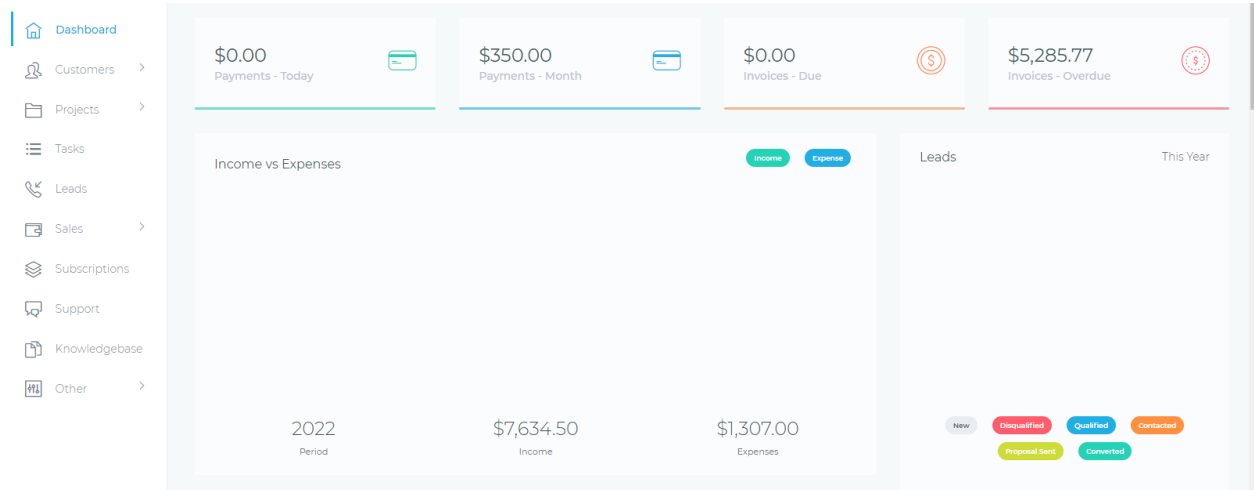 Dashboard
Customers
Projects
Tasks
Leads
Sales
Subscriptions
Support
Knowledgebase
Other
$0.00
Payments - Today
$350.00
Payments - Month
$0.00
Invoices - Due
$5,285.77
Invoices - Overdue
Income vs Expenses
Income
Expense
2022
Period
$7,634.50
Income
$1,307.00
Expenses
Leads
This Year
New
Disqualified
Qualified
Contacted
Proposal Sent
Converted